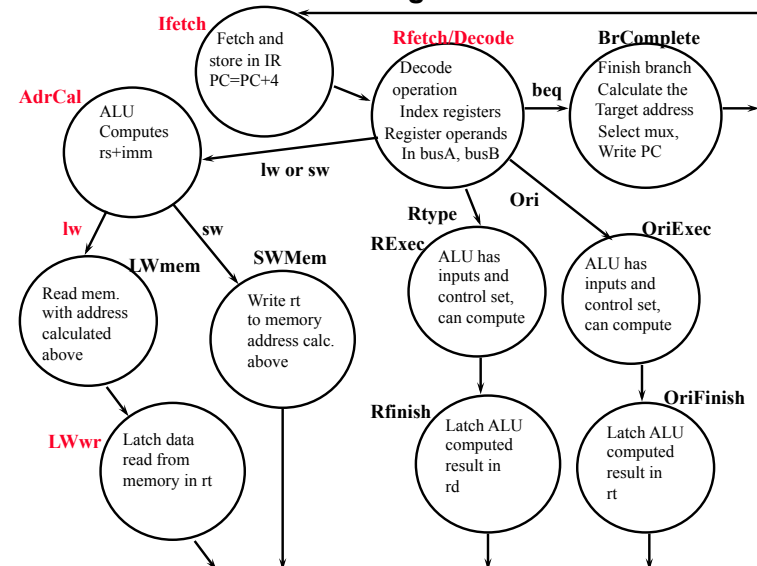 Ifetch
Fetch and
store in IR
PC=PC+4
Rfetch/Decode
Decode
operation
Index registers
Register operands
In busA, busB
beq
BrComplete
Finish branch
Calculate the
Target address
Select mux,
Write PC
AdrCal
ALU
Computes
rs+imm
lw or sw
lw
sw
Rtype
Ori
LWmem
Read mem.
with address
calculated
above
SWMem
Write rt
to memory
address calc.
above
RExec
ALU has
inputs and
control set,
can compute
OriExec
ALU has
inputs and
control set,
can compute
LWwr
Latch data
read from
memory in rt
Rfinish
Latch ALU
computed
result in
rd
OriFinish
Latch ALU
computed
result in
rt